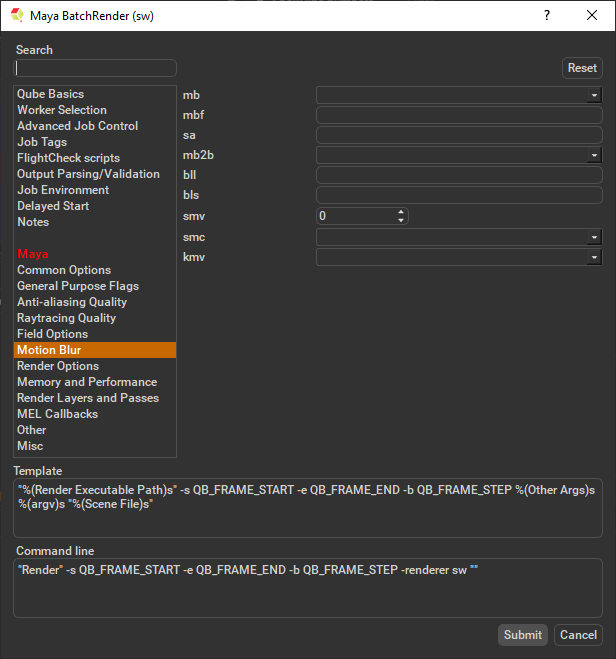 Maya BatchRender (sw)
Search
Reset
Qube Basics
Worker Selection
Advanced Job Control
Job Tags
FlightCheck scripts
Output Parsing/Validation
Job Environment
Delayed Start
Notes
Maya
Common Options
General Purpose Flags
Anti-aliasing Quality
Raytracing Quality
Field Options
Motion Blur
Render Options
Memory and Performance
Render Layers and Passes
MEL Callbacks
Other
Misc
mb
mbf
sa
mb2b
bll
bls
smv 0
smc
kmv
Template
"%(Render Executable Path)s" -s QB_FRAME_START -e QB_FRAME_END -b QB_FRAME_STEP %(Other Args)s
%(argv)s "%(Scene File)s"
Command line
"Render" -s QB_FRAME_START -e QB_FRAME_END -b QB_FRAME_STEP -renderer sw ""
Submit Cancel